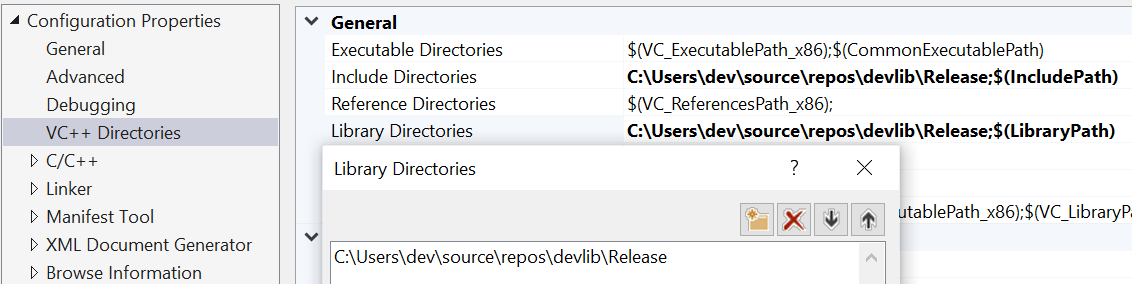 Configuration Properties
General
Advanced
Debugging
VC++ Directories
C/C++
Linker
Manifest Tool
XML Document Generator
Browse Information
General
Executable Directories $(VC_ExecutablePath_x86);$(CommonExecutablePath)
Include Directories C:\Users\dev\source\repos\devlib\Release;$(IncludePath)
Reference Directories $(VC_ReferencesPath_x86);
Library Directories C:\Users\dev\source\repos\devlib\Release;$(LibraryPath)
Library Directories ?
utablePath_x86);$(VC_LibraryPa
C:\Users\dev\source\repos\devlib\Release